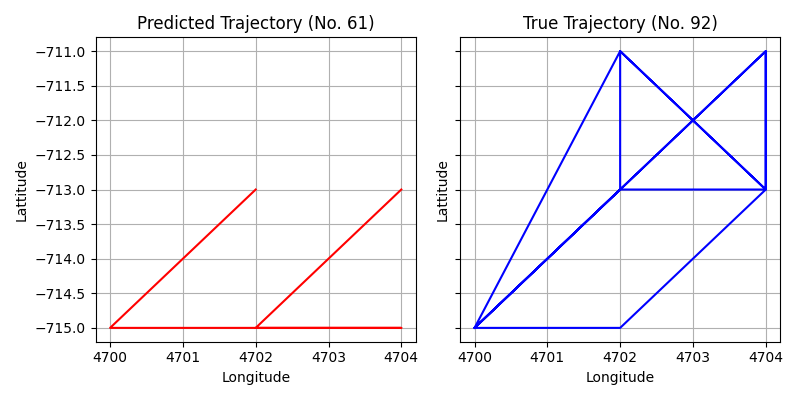 Predicted Trajectory (No. 61)
True Trajectory (No. 92)
−711.0
−711.5
−712.0
−712.5
−713.0
−713.5
−714.0
−714.5
−715.0
Lattitude
Lattitude
4700 4701 4702 4703 4704
4700 4701 4702 4703 4704
Longitude
Longitude